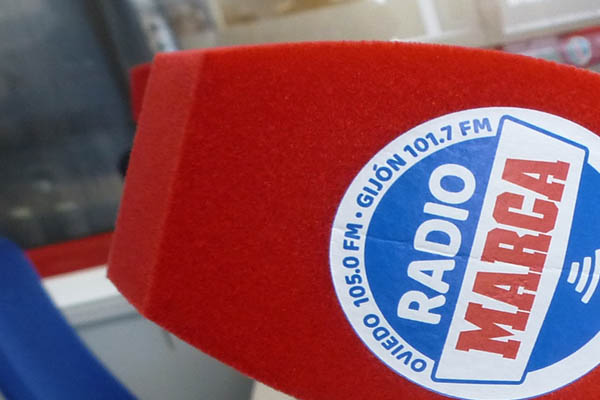 OVIEDO 105.0 FM · GIJÓN 101.7 FM
RADIO
MARCA